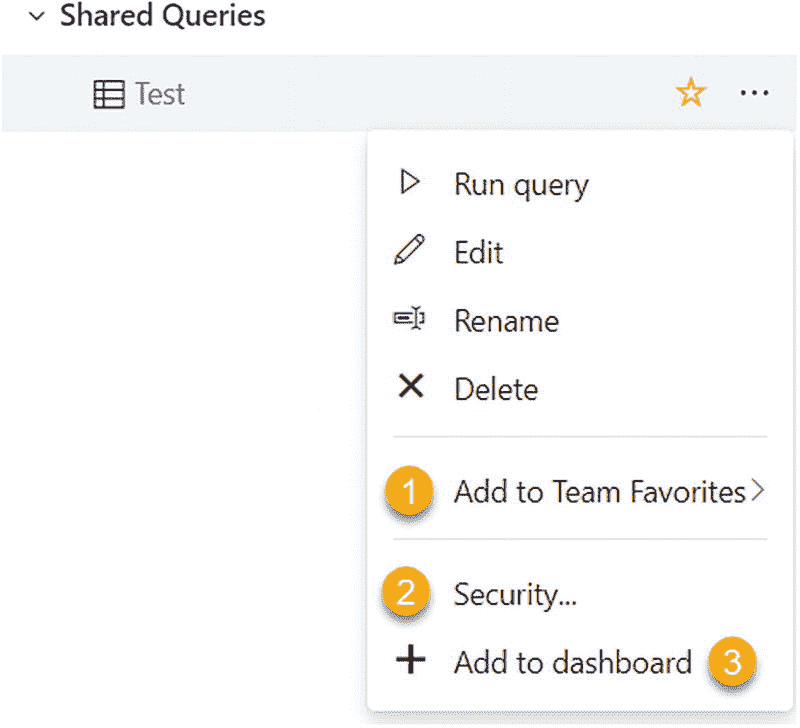 Shared Queries
Test
Run query
Edit
Rename
Delete
1 Add to Team Favorites
2 Security...
Add to dashboard 3